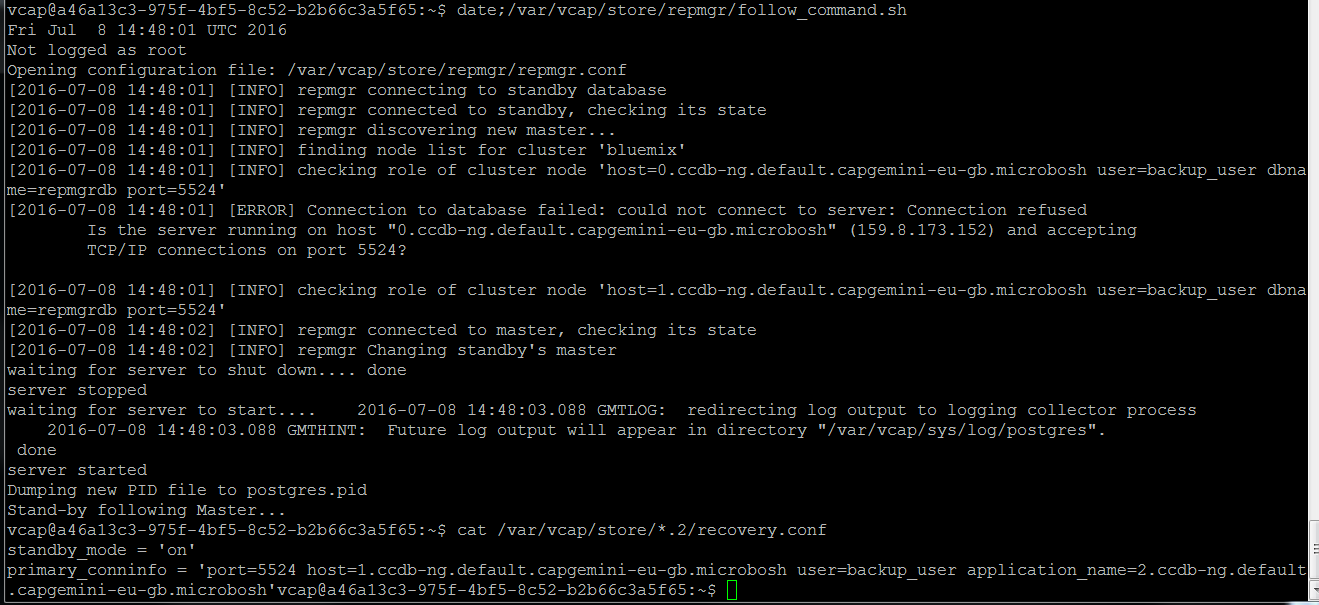 vcap@a46a13c3-975f-4bf5-8c52-b2b66c3a5f65:~$ date;/var/vcap/store/repmgr/follow_command.sh
Fri Jul  8 14:48:01 UTC 2016
Not logged as root
Opening configuration file: /var/vcap/store/repmgr/repmgr.conf
[2016-07-08 14:48:01] [INFO] repmgr connecting to standby database
[2016-07-08 14:48:01] [INFO] repmgr connected to standby, checking its state
[2016-07-08 14:48:01] [INFO] repmgr discovering new master...
[2016-07-08 14:48:01] [INFO] finding node list for cluster 'bluemix'
[2016-07-08 14:48:01] [INFO] checking role of cluster node 'host=0.ccdb-ng.default.capgemini-eu-gb.microbosh user=backup_user dbna
me=repmgrdb port=5524'
[2016-07-08 14:48:01] [ERROR] Connection to database failed: could not connect to server: Connection refused
        Is the server running on host "0.ccdb-ng.default.capgemini-eu-gb.microbosh" (159.8.173.152) and accepting
        TCP/IP connections on port 5524?

[2016-07-08 14:48:01] [INFO] checking role of cluster node 'host=1.ccdb-ng.default.capgemini-eu-gb.microbosh user=backup_user dbna
me=repmgrdb port=5524'
[2016-07-08 14:48:02] [INFO] repmgr connected to master, checking its state
[2016-07-08 14:48:02] [INFO] repmgr Changing standby's master
waiting for server to shut down.... done
server stopped
waiting for server to start....    2016-07-08 14:48:03.088 GMTLOG:  redirecting log output to logging collector process
    2016-07-08 14:48:03.088 GMTHINT:  Future log output will appear in directory "/var/vcap/sys/log/postgres".
 done
server started
Dumping new PID file to postgres.pid
Stand-by following Master...
vcap@a46a13c3-975f-4bf5-8c52-b2b66c3a5f65:~$ cat /var/vcap/store/*.2/recovery.conf
standby_mode = 'on'
primary_conninfo = 'port=5524 host=1.ccdb-ng.default.capgemini-eu-gb.microbosh user=backup_user application_name=2.ccdb-ng.default
.capgemini-eu-gb.microbosh'vcap@a46a13c3-975f-4bf5-8c52-b2b66c3a5f65:~$